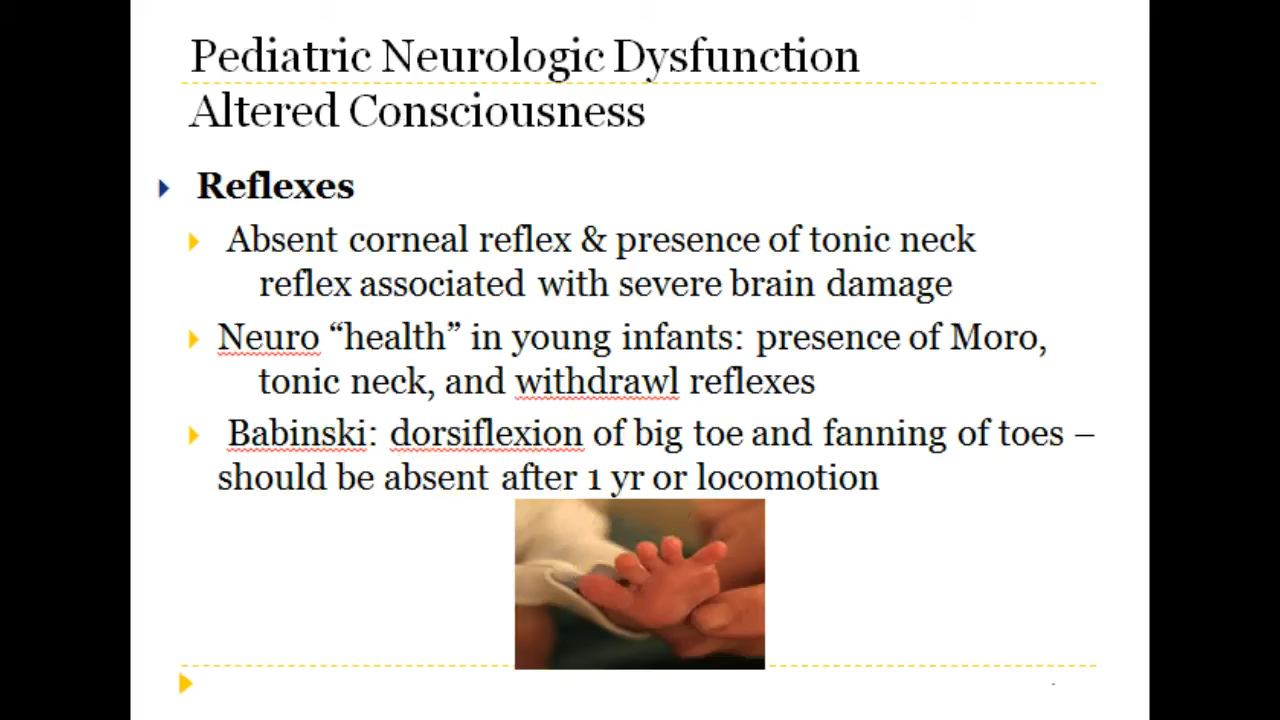 Pediatric Neurologic Dysfunction
Altered Consciousness
Reflexes
Absent corneal reflex & presence of tonic neck
reflex associated with severe brain damage
Neuro “health” in young infants: presence of Moro,
tonic neck, and withdrawl reflexes
Babinski: dorsiflexion of big toe and fanning of toes –
should be absent after 1 yr or locomotion